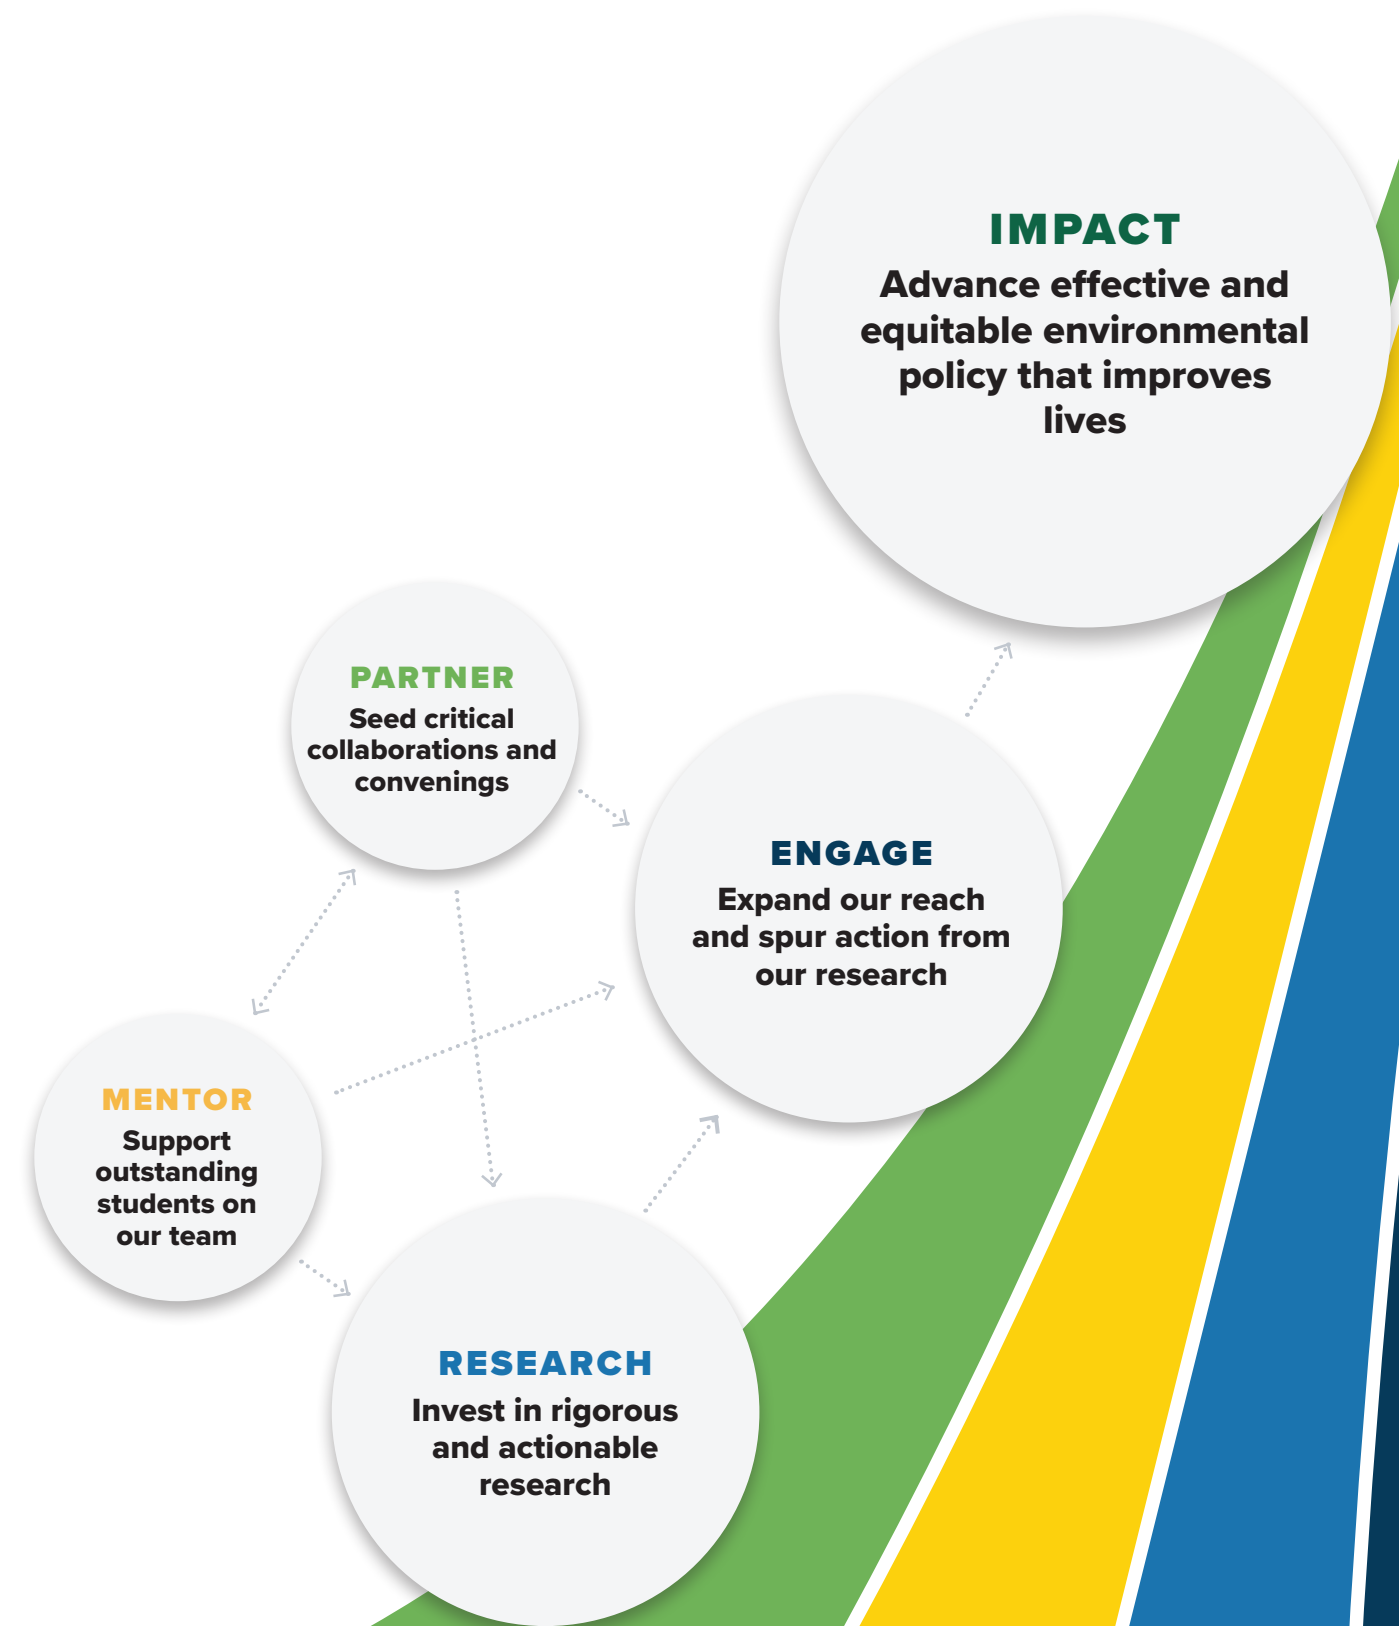 IMPACT
Advance effective and
equitable environmental
policy that improves
lives
PARTNER
Seed critical
collaborations and
convenings
ENGAGE
Expand our reach
and spur action from
our research
MENTOR
Support
outstanding
students on
our team
RESEARCH
Invest in rigorous
and actionable
research